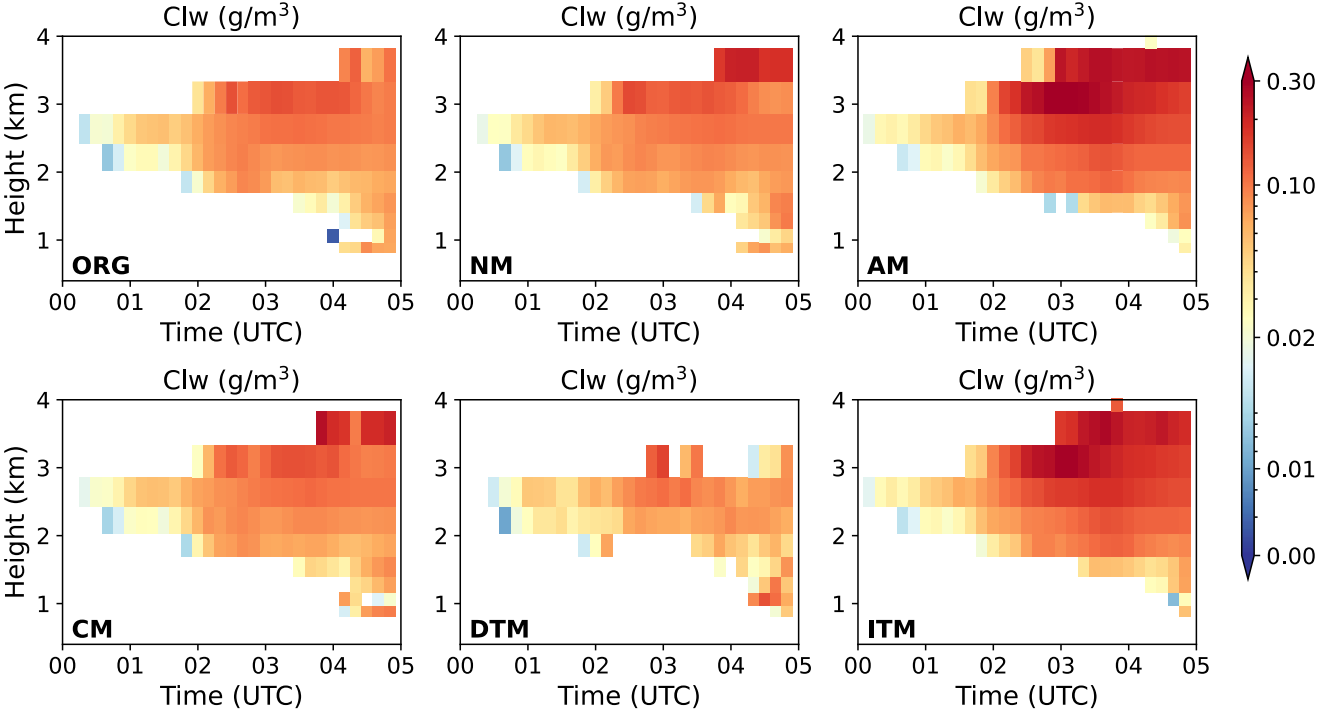 Clw (g/m³) Clw (g/m³) Clw (g/m³)
4 4 4
3 3 3
2 2 2
1 1 1
Height (km)
ORG NM AM
00 01 02 03 04 05 00 01 02 03 04 05 00 01 02 03 04 05
Time (UTC) Time (UTC) Time (UTC)
Clw (g/m³) Clw (g/m³) Clw (g/m³)
4 4 4
3 3 3
2 2 2
1 1 1
Height (km)
CM DTM ITM
00 01 02 03 04 05 00 01 02 03 04 05 00 01 02 03 04 05
Time (UTC) Time (UTC) Time (UTC)
0.30
0.10
0.02
0.01
0.00